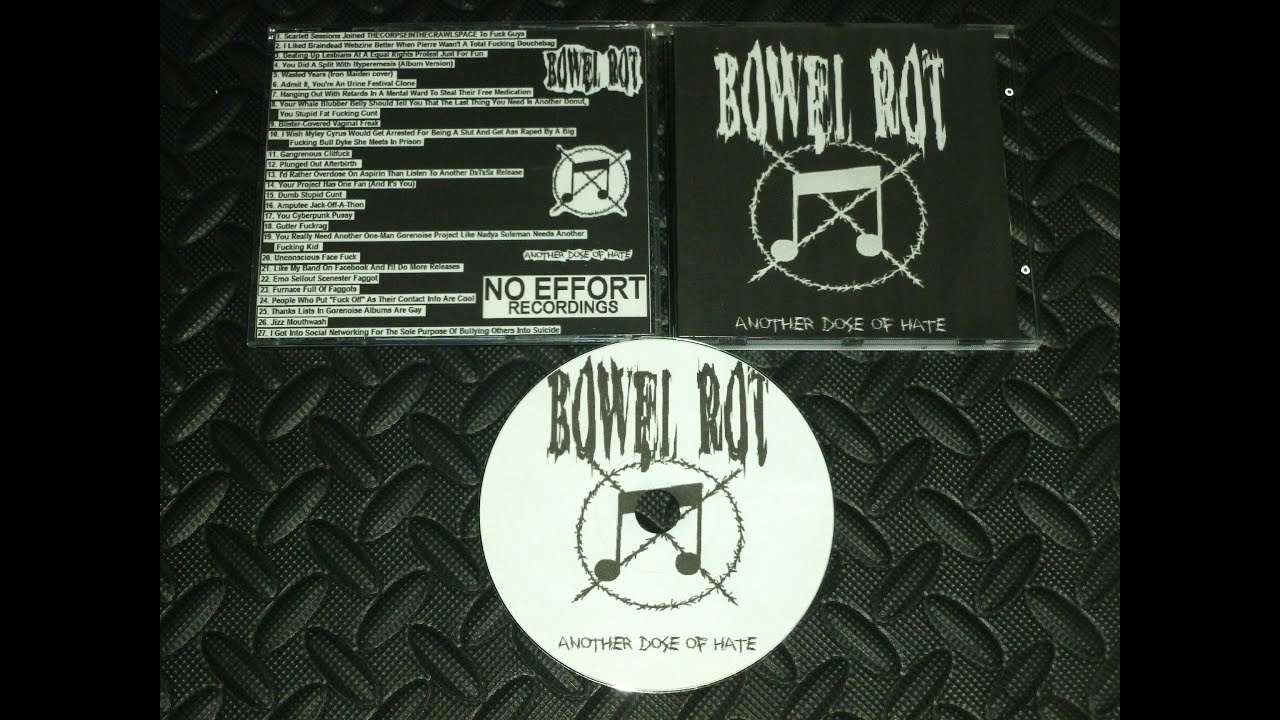 1. Scarlett Sessions Joined THECORPSEINTHECRAWLSPACE To Fuck Guys
2. I Liked Braindead Webzine Better When Pierre Wasn't A Total Fucking Douchebag
3. Beating Up Lesbians At A Equal Rights Protest Just For Fun
4. You Did A Split With Hyperemesis (Album Version)
5. Wasted Years (Iron Maiden cover)
6. Admit It, You're An Urine Festival Clone
7. Hanging Out With Retards In A Mental Ward To Steal Their Free Medication
8. Your Whale Blubber Belly Should Tell You That The Last Thing You Need Is Another Donut,
You Stupid Fat Fucking Cunt
9. Blister-Covered Vaginal Freak
10. I Wish Myley Cyrus Would Get Arrested For Being A Slut And Get Ass Raped By A Big
Fucking Bull Dyke She Meets In Prison
11. Gangrenous Clitfuck
12. Plunged Out Afterbirth
13. I'd Rather Overdose On Aspirin Than Listen To Another DxTxSx Release
14. Your Project Has One Fan (And It's You)
15. Dumb Stupid Cunt
16. Amputee Jack-Off-A-Thon
17. You Cyberpunk Pussy
18. Gutter Fuckrag
19. You Really Need Another One-Man Gorenoise Project Like Nadya Suleman Needs Another
Fucking Kid
20. Unconscious Face Fuck
21. Like My Band On Facebook And I'll Do More Releases
22. Emo Sellout Scenester Faggot
23. Furnace Full Of Faggots
24. People Who Put "Fuck Off" As Their Contact Info Are Cool
25. Thanks Lists In Gorenoise Albums Are Gay
26. Jizz Mouthwash
27. I Got Into Social Networking For The Sole Purpose Of Bullying Others Into Suicide
BOWEL ROT
ANOTHER DOSE OF HATE
NO EFFORT
RECORDINGS
BOWEL ROT
ANOTHER DOSE OF HATE
BOWEL ROT
ANOTHER DOSE OF HATE